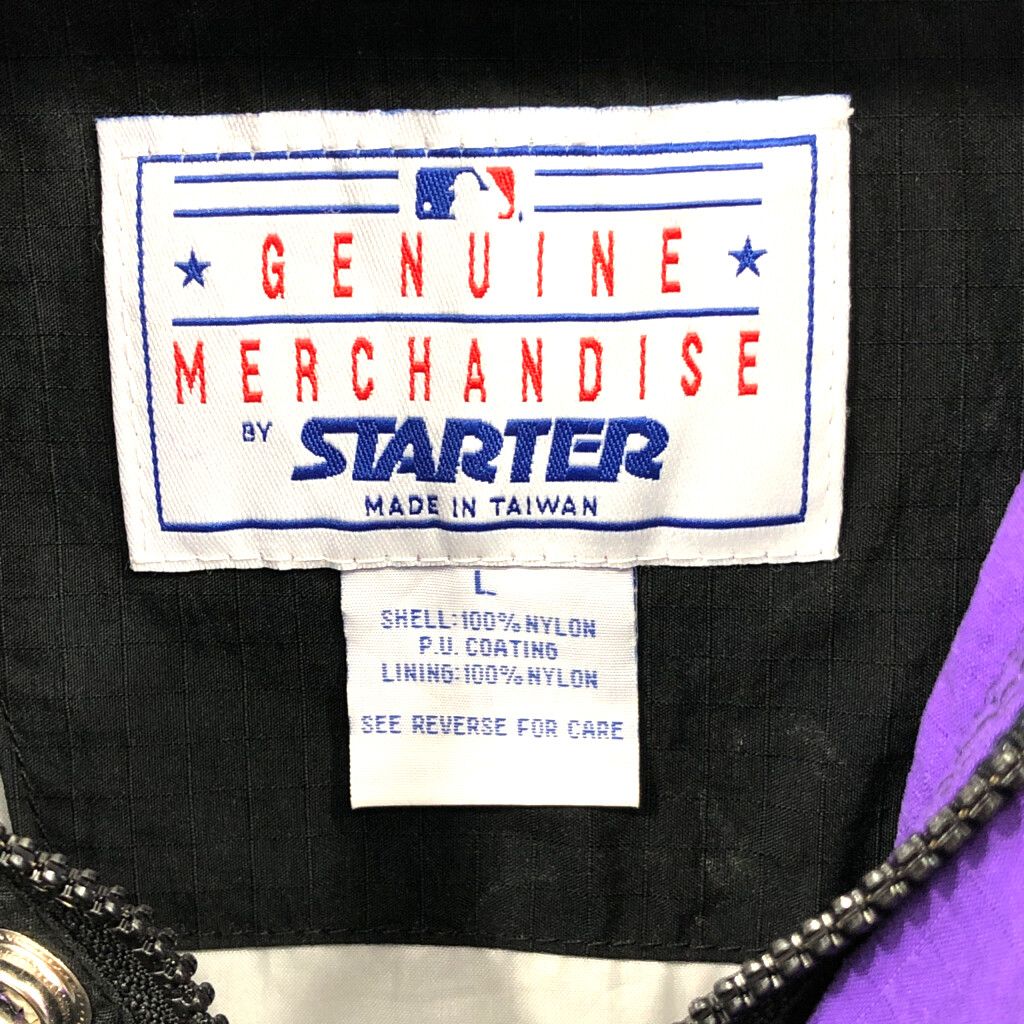 GENUINE
MERCHANDISE
BY STARTER
MADE IN TAIWAN
L
SHELL:100%NYLON
P.U. COATING
LINING:100%NYLON
SEE REVERSE FOR CARE